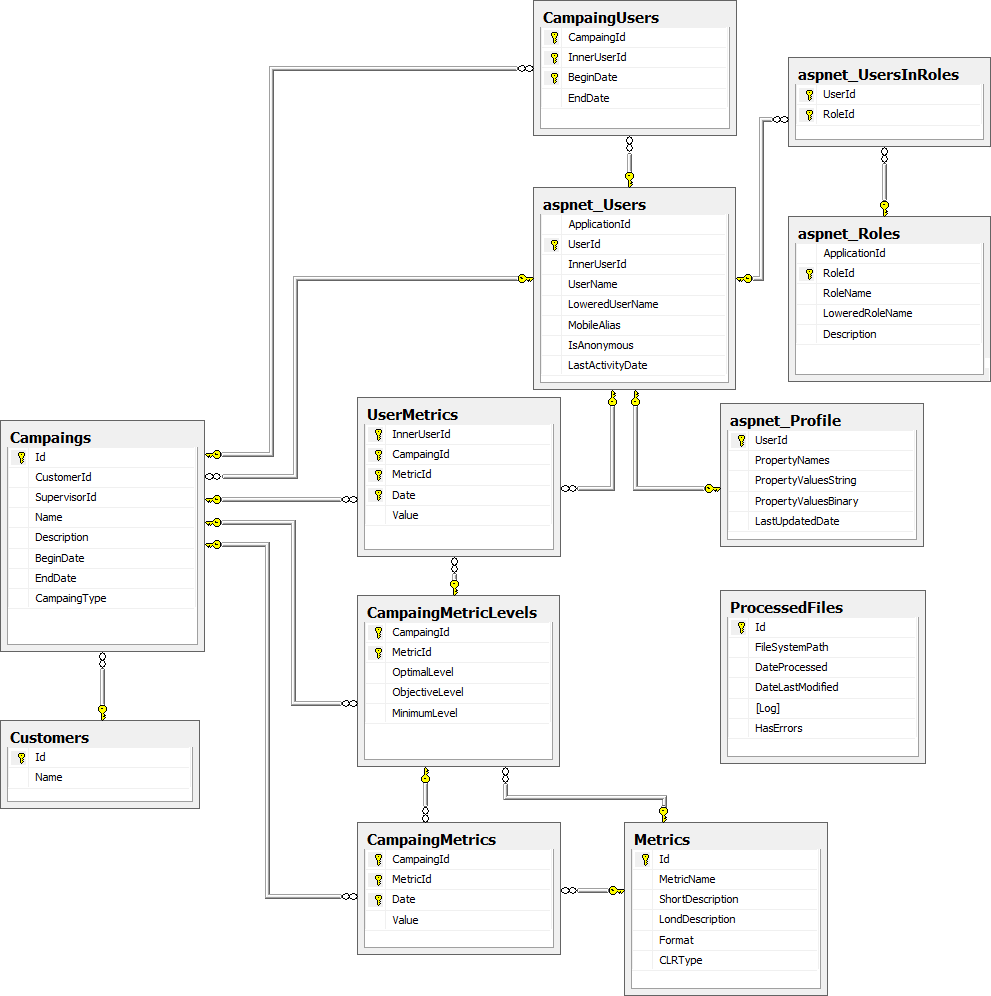 CampaingUsers
CampaingId
InnerUserId
BeginDate
EndDate
aspnet_UsersInRoles
UserId
RoleId
aspnet_Users
ApplicationId
UserId
InnerUserId
UserName
LoweredUserName
MobileAlias
IsAnonymous
LastActivityDate
aspnet_Roles
ApplicationId
RoleId
RoleName
LoweredRoleName
Description
Campaings
Id
CustomerId
SupervisorId
Name
Description
BeginDate
EndDate
CampaingType
UserMetrics
InnerUserId
CampaingId
MetricId
Date
Value
aspnet_Profile
UserId
PropertyNames
PropertyValuesString
PropertyValuesBinary
LastUpdatedDate
CampaingMetricLevels
CampaingId
MetricId
OptimalLevel
ObjectiveLevel
MinimumLevel
ProcessedFiles
Id
FileSystemPath
DateProcessed
DateLastModified
[Log]
HasErrors
Customers
Id
Name
CampaingMetrics
CampaingId
MetricId
Date
Value
Metrics
Id
MetricName
ShortDescription
LondDescription
Format
CLRType